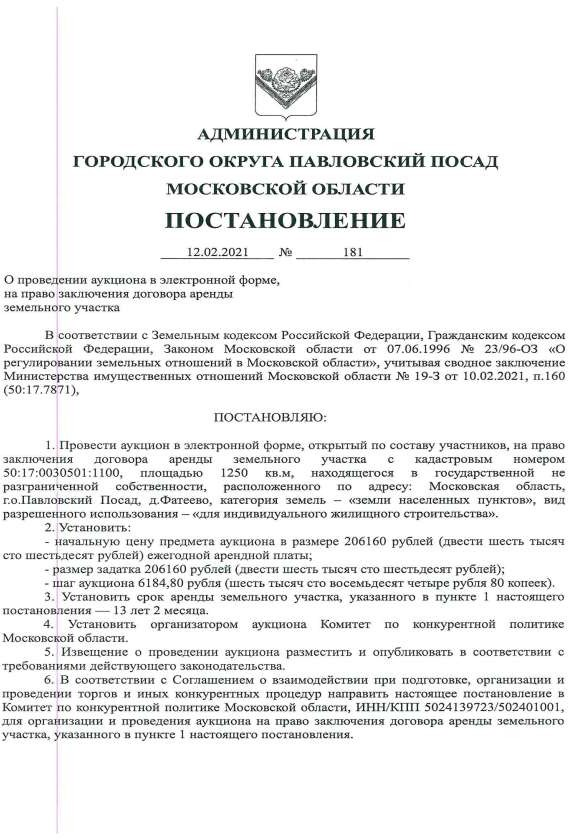 АДМИНИСТРАЦИЯ
ГОРОДСКОГО ОКРУГА ПАВЛОВСКИЙ ПОСАД
МОСКОВСКОЙ ОБЛАСТИ
ПОСТАНОВЛЕНИЕ
12.02.2021 № 181
О проведении аукциона в электронной форме,
на право заключения договора аренды
земельного участка
В соответствии с Земельным кодексом Российской Федерации, Гражданским кодексом
Российской Федерации, Законом Московской области от 07.06.1996 № 23/96-ОЗ «О
регулировании земельных отношений в Московской области», учитывая сводное заключение
Министерства имущественных отношений Московской области № 19-З от 10.02.2021, п.160
(50:17.7871),
ПОСТАНОВЛЯЮ:
1. Провести аукцион в электронной форме, открытый по составу участников, на право
заключения договора аренды земельного участка с кадастровым номером
50:17:0030501:1100, площадью 1250 кв.м, находящегося в государственной не
разграниченной собственности, расположенного по адресу: Московская область,
г.о.Павловский Посад, д.Фатеево, категория земель – «земли населенных пунктов», вид
разрешенного использования – «для индивидуального жилищного строительства».
2. Установить:
- начальную цену предмета аукциона в размере 206160 рублей (двести шесть тысяч
сто шестьдесят рублей) ежегодной арендной платы;
- размер задатка 206160 рублей (двести шесть тысяч сто шестьдесят рублей);
- шаг аукциона 6184,80 рубля (шесть тысяч сто восемьдесят четыре рубля 80 копеек).
3. Установить срок аренды земельного участка, указанного в пункте 1 настоящего
постановления — 13 лет 2 месяца.
4. Установить организатором аукциона Комитет по конкурентной политике
Московской области.
5. Извещение о проведении аукциона разместить и опубликовать в соответствии с
требованиями действующего законодательства.
6. В соответствии с Соглашением о взаимодействии при подготовке, организации и
проведении торгов и иных конкурентных процедур направить настоящее постановление в
Комитет по конкурентной политике Московской области, ИНН/КПП 5024139723/502401001,
для организации и проведения аукциона на право заключения договора аренды земельного
участка, указанного в пункте 1 настоящего постановления.